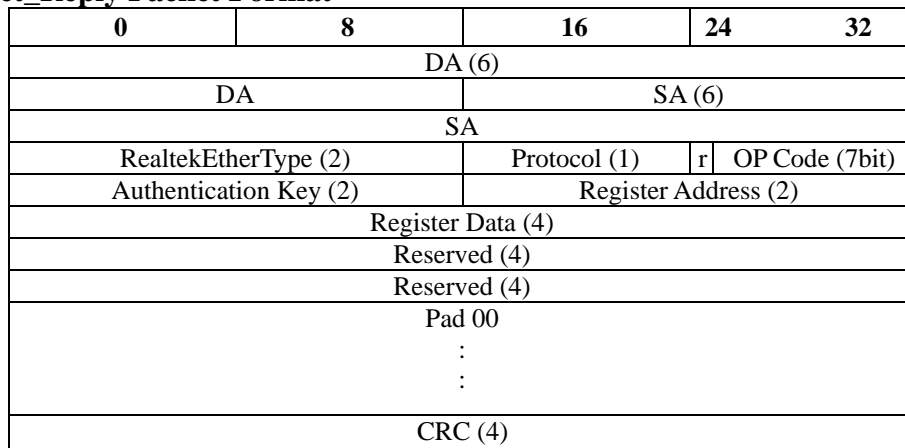 0 8 16 24 32
DA (6)
DA SA (6)
SA
RealtekEtherType (2) Protocol (1) r OP Code (7bit)
Authentication Key (2) Register Address (2)
Register Data (4)
Reserved (4)
Reserved (4)
Pad 00
:
:
CRC (4)